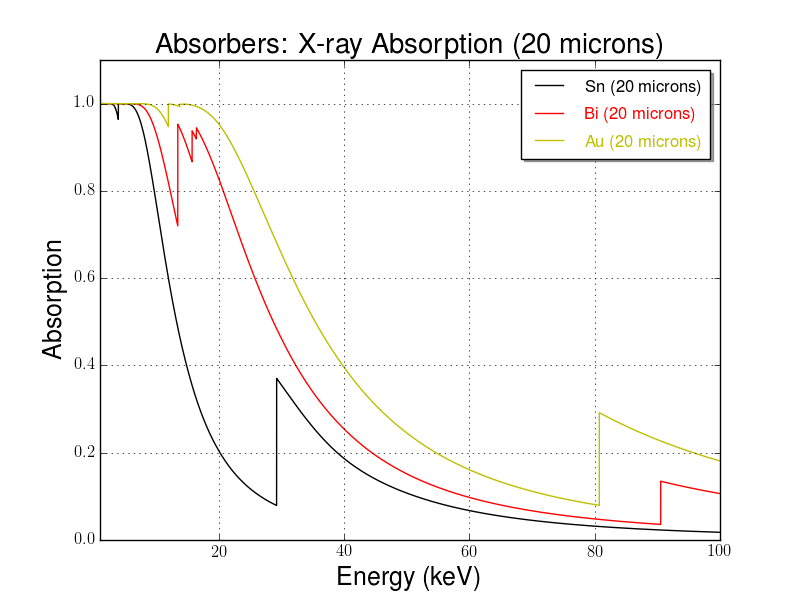 Absorbers: X-ray Absorption (20 microns)
Sn (20 microns)
Bi (20 microns)
Au (20 microns)
Absorption
1.0
0.8
0.6
0.4
0.2
0.0
20
40
60
80
100
Energy (keV)